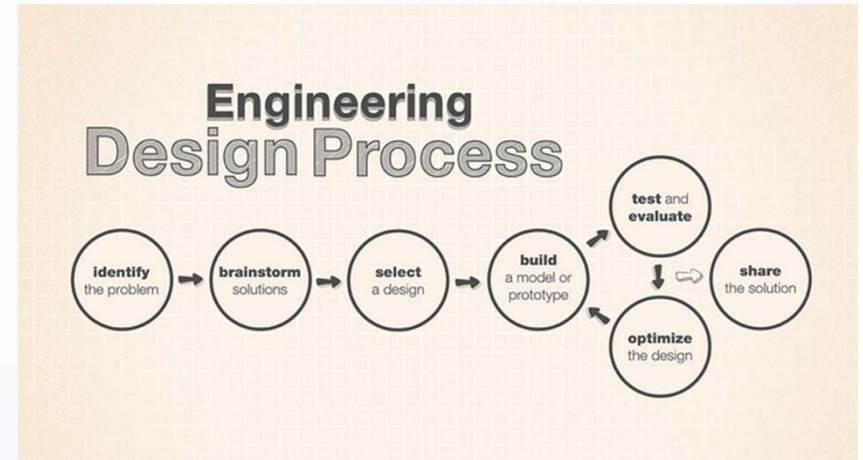 Engineering
Design Process
identify
the problem
brainstorm
solutions
select
a design
build
a model or
prototype
test and
evaluate
optimize
the design
share
the solution